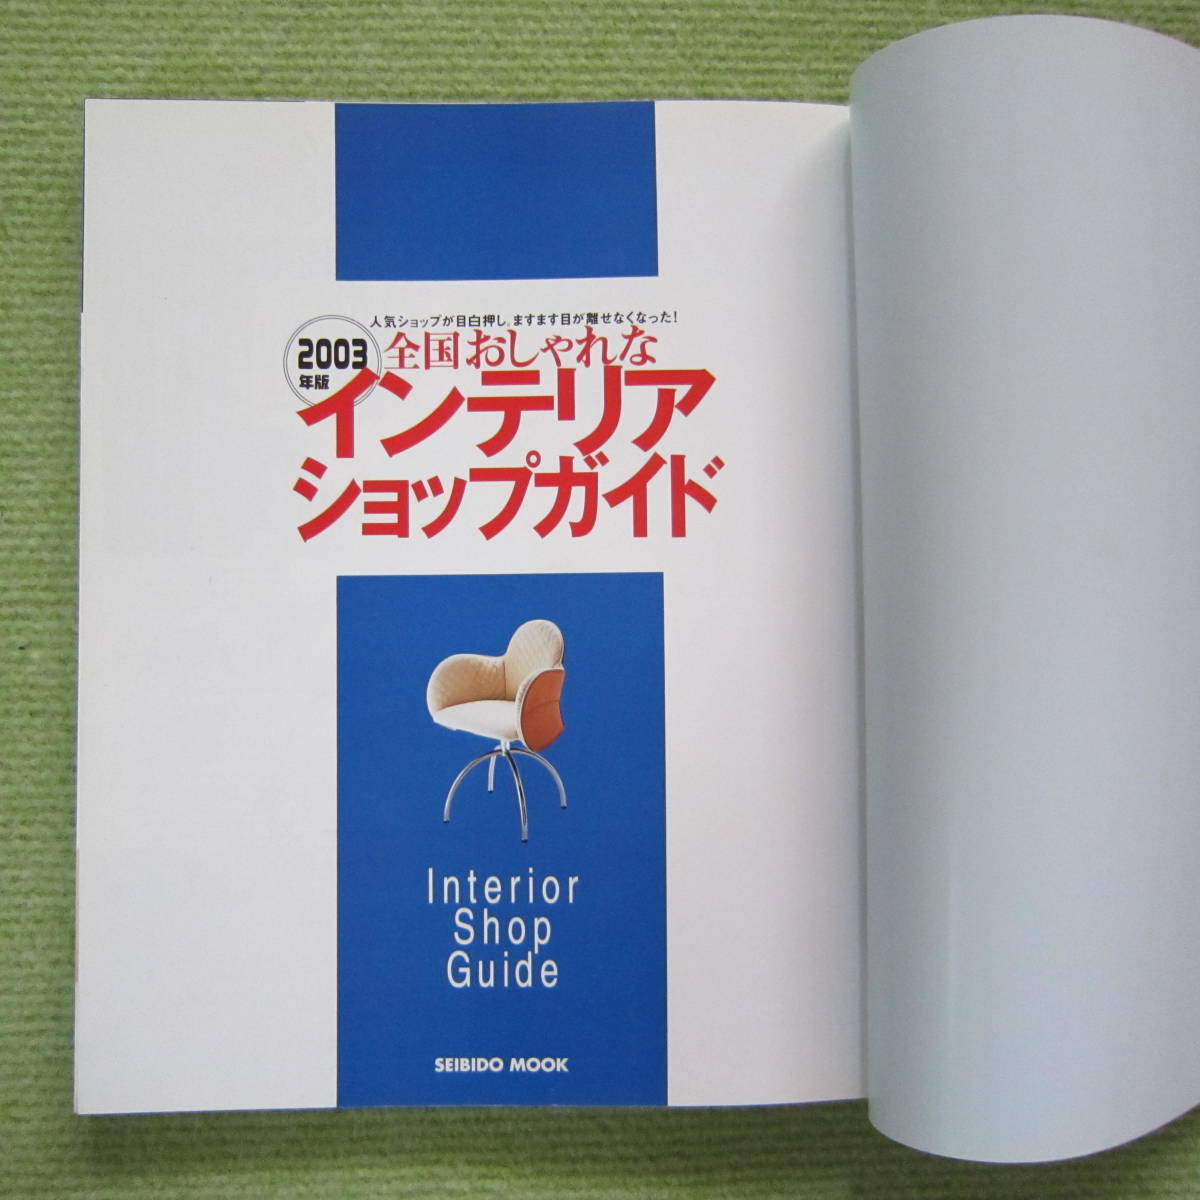 人気ショップが目白押し。ますます目が離せなくなった!
2003
年版
全国おしゃれな
インテリア
ショップガイド
Interior
Shop
Guide
SEIBIDO MOOK